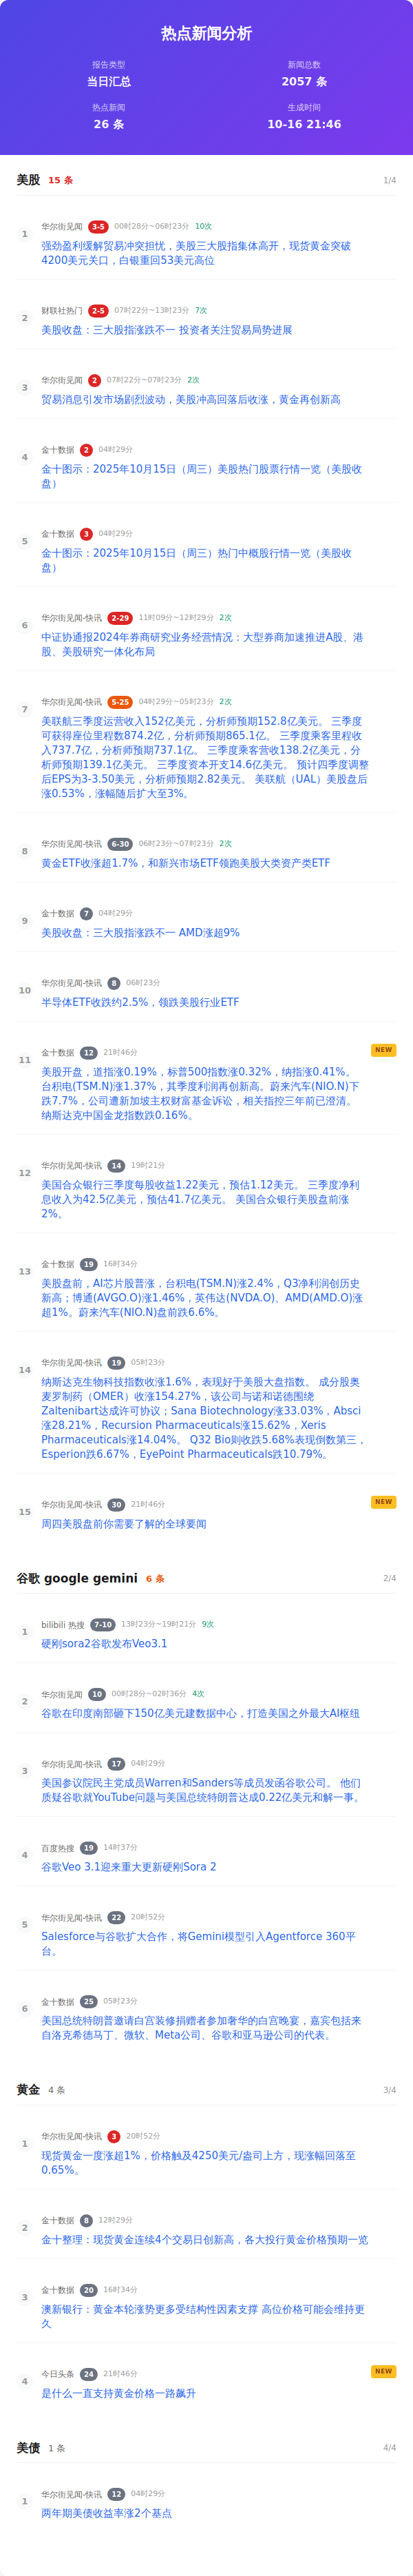 热点新闻分析
报告类型
新闻总数
当日汇总
2057 条
热点新闻
生成时间
26 条
10-16 21:46
美股 15 条 1/4
1
华尔街见闻 3-5 00时28分~06时23分 10次
强劲盈利缓解贸易冲突担忧，美股三大股指集体高开，现货黄金突破
4200美元关口，白银重回53美元高位
2
财联社热门 2-5 07时22分~13时23分 7次
美股收盘：三大股指涨跌不一 投资者关注贸易局势进展
3
华尔街见闻 2 07时22分~07时23分 2次
贸易消息引发市场剧烈波动，美股冲高回落后收涨，黄金再创新高
4
金十数据 2 04时29分
金十图示：2025年10月15日（周三）美股热门股票行情一览（美股收
盘）
5
金十数据 3 04时29分
金十图示：2025年10月15日（周三）热门中概股行情一览（美股收
盘）
6
华尔街见闻-快讯 2-29 11时09分~12时29分 2次
中证协通报2024年券商研究业务经营情况：大型券商加速推进A股、港
股、美股研究一体化布局
7
华尔街见闻-快讯 5-25 04时29分~05时23分 2次
美联航三季度运营收入152亿美元，分析师预期152.8亿美元。 三季度
可获得座位里程数874.2亿，分析师预期865.1亿。 三季度乘客里程收
入737.7亿，分析师预期737.1亿。 三季度乘客营收138.2亿美元，分
析师预期139.1亿美元。 三季度资本开支14.6亿美元。 预计四季度调整
后EPS为3-3.50美元，分析师预期2.82美元。 美联航（UAL）美股盘后
涨0.53%，涨幅随后扩大至3%。
8
华尔街见闻-快讯 6-30 06时23分~07时23分 2次
黄金ETF收涨超1.7%，和新兴市场ETF领跑美股大类资产类ETF
9
金十数据 7 04时29分
美股收盘：三大股指涨跌不一 AMD涨超9%
10
华尔街见闻-快讯 8 06时23分
半导体ETF收跌约2.5%，领跌美股行业ETF
11
金十数据 12 21时46分 NEW
美股开盘，道指涨0.19%，标普500指数涨0.32%，纳指涨0.41%。
台积电(TSM.N)涨1.37%，其季度利润再创新高。蔚来汽车(NIO.N)下
跌7.7%，公司遭新加坡主权财富基金诉讼，相关指控三年前已澄清。
纳斯达克中国金龙指数跌0.16%。
12
华尔街见闻-快讯 14 19时21分
美国合众银行三季度每股收益1.22美元，预估1.12美元。 三季度净利
息收入为42.5亿美元，预估41.7亿美元。 美国合众银行美股盘前涨
2%。
13
金十数据 19 16时34分
美股盘前，AI芯片股普涨，台积电(TSM.N)涨2.4%，Q3净利润创历史
新高；博通(AVGO.O)涨1.46%，英伟达(NVDA.O)、AMD(AMD.O)涨
超1%。蔚来汽车(NIO.N)盘前跌6.6%。
14
华尔街见闻-快讯 19 05时23分
纳斯达克生物科技指数收涨1.6%，表现好于美股大盘指数。 成分股奥
麦罗制药（OMER）收涨154.27%，该公司与诺和诺德围绕
Zaltenibart达成许可协议；Sana Biotechnology涨33.03%，Absci
涨28.21%，Recursion Pharmaceuticals涨15.62%，Xeris
Pharmaceuticals涨14.04%。 Q32 Bio则收跌5.68%表现倒数第三，
Esperion跌6.67%，EyePoint Pharmaceuticals跌10.79%。
15
华尔街见闻-快讯 30 21时46分 NEW
周四美股盘前你需要了解的全球要闻
谷歌 google gemini 6 条 2/4
1
bilibili 热搜 7-10 13时23分~19时21分 9次
硬刚sora2谷歌发布Veo3.1
2
华尔街见闻 10 00时28分~02时36分 4次
谷歌在印度南部砸下150亿美元建数据中心，打造美国之外最大AI枢纽
3
华尔街见闻-快讯 17 04时29分
美国参议院民主党成员Warren和Sanders等成员发函谷歌公司。 他们
质疑谷歌就YouTube问题与美国总统特朗普达成0.22亿美元和解一事。
4
百度热搜 19 14时37分
谷歌Veo 3.1迎来重大更新硬刚Sora 2
5
华尔街见闻-快讯 22 20时52分
Salesforce与谷歌扩大合作，将Gemini模型引入Agentforce 360平
台。
6
金十数据 25 05时23分
美国总统特朗普邀请白宫装修捐赠者参加奢华的白宫晚宴，嘉宾包括来
自洛克希德马丁、微软、Meta公司、谷歌和亚马逊公司的代表。
黄金 4 条 3/4
1
华尔街见闻-快讯 3 20时52分
现货黄金一度涨超1%，价格触及4250美元/盎司上方，现涨幅回落至
0.65%。
2
金十数据 8 12时29分
金十整理：现货黄金连续4个交易日创新高，各大投行黄金价格预期一览
3
金十数据 20 16时34分
澳新银行：黄金本轮涨势更多受结构性因素支撑 高位价格可能会维持更
久
4
今日头条 24 21时46分 NEW
是什么一直支持黄金价格一路飙升
美债 1 条 4/4
1
华尔街见闻-快讯 12 04时29分
两年期美债收益率涨2个基点